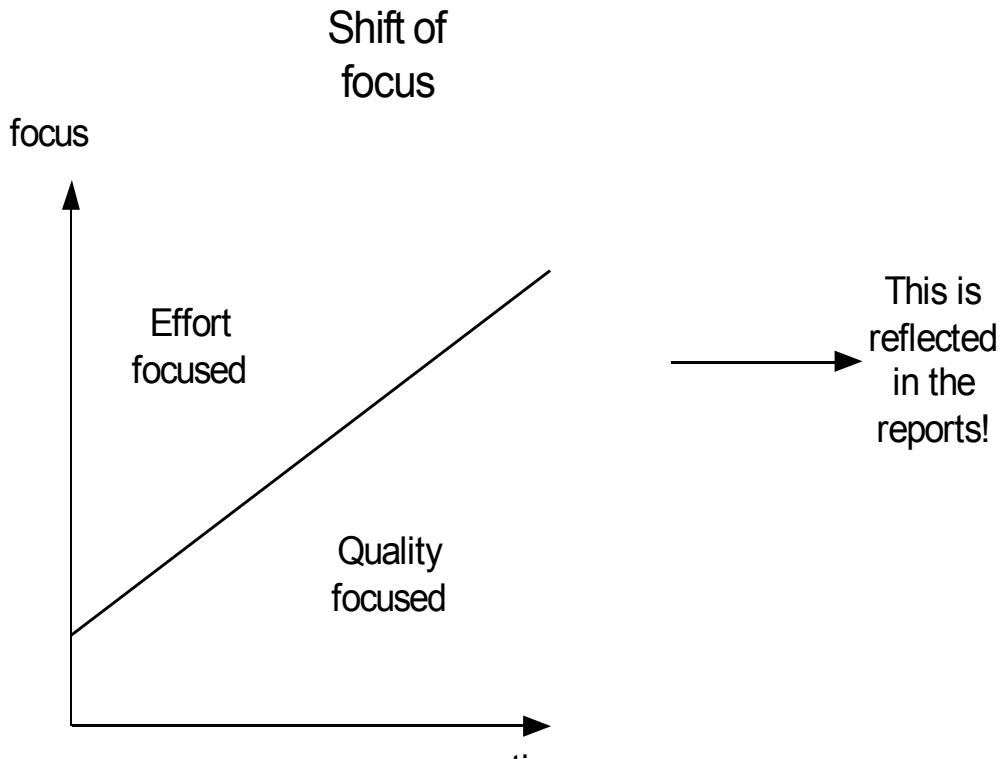 Shift of
focus
focus
Effort
focused
This is
reflected
in the
reports!
Quality
focused